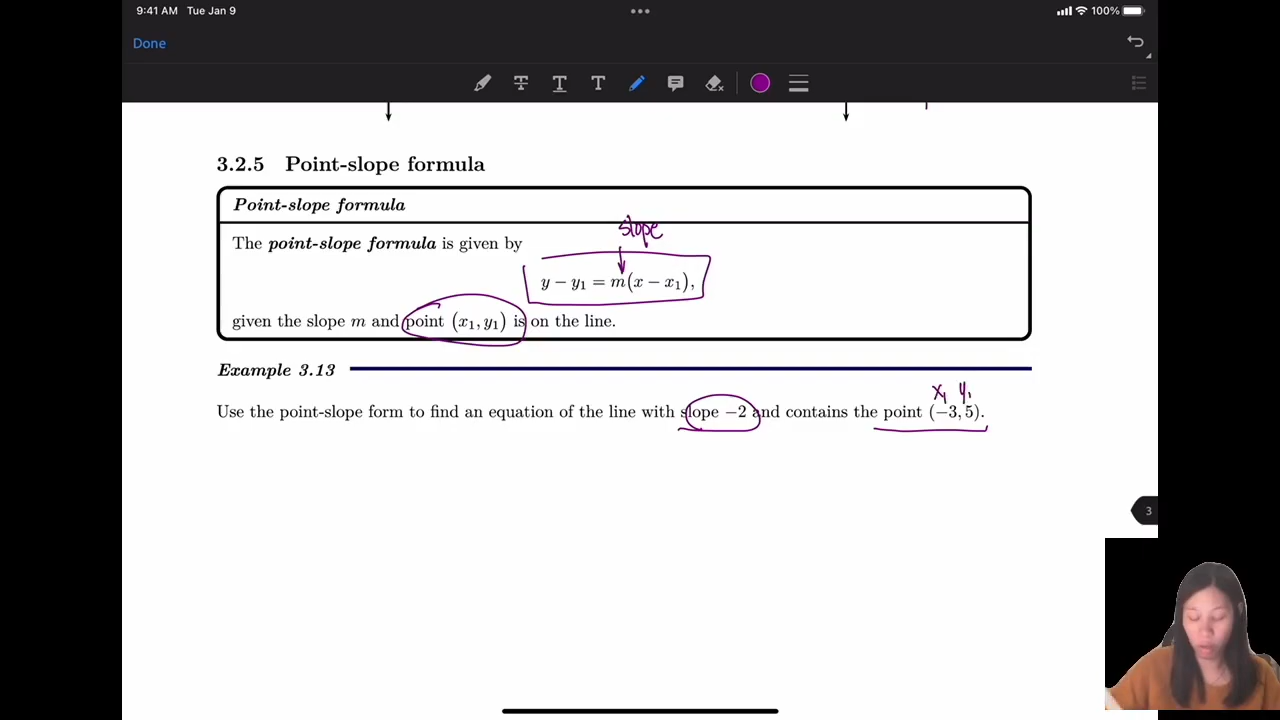 9:41 AM Tue Jan 9
100%
Done
3.2.5 Point-slope formula
Point-slope formula
The point-slope formula is given by
slope
y − y₁ = m(x − x₁),
given the slope m and point (x₁, y₁) is on the line.
Example 3.13
x₁ y₁
Use the point-slope form to find an equation of the line with slope −2 and contains the point (−3, 5).
3